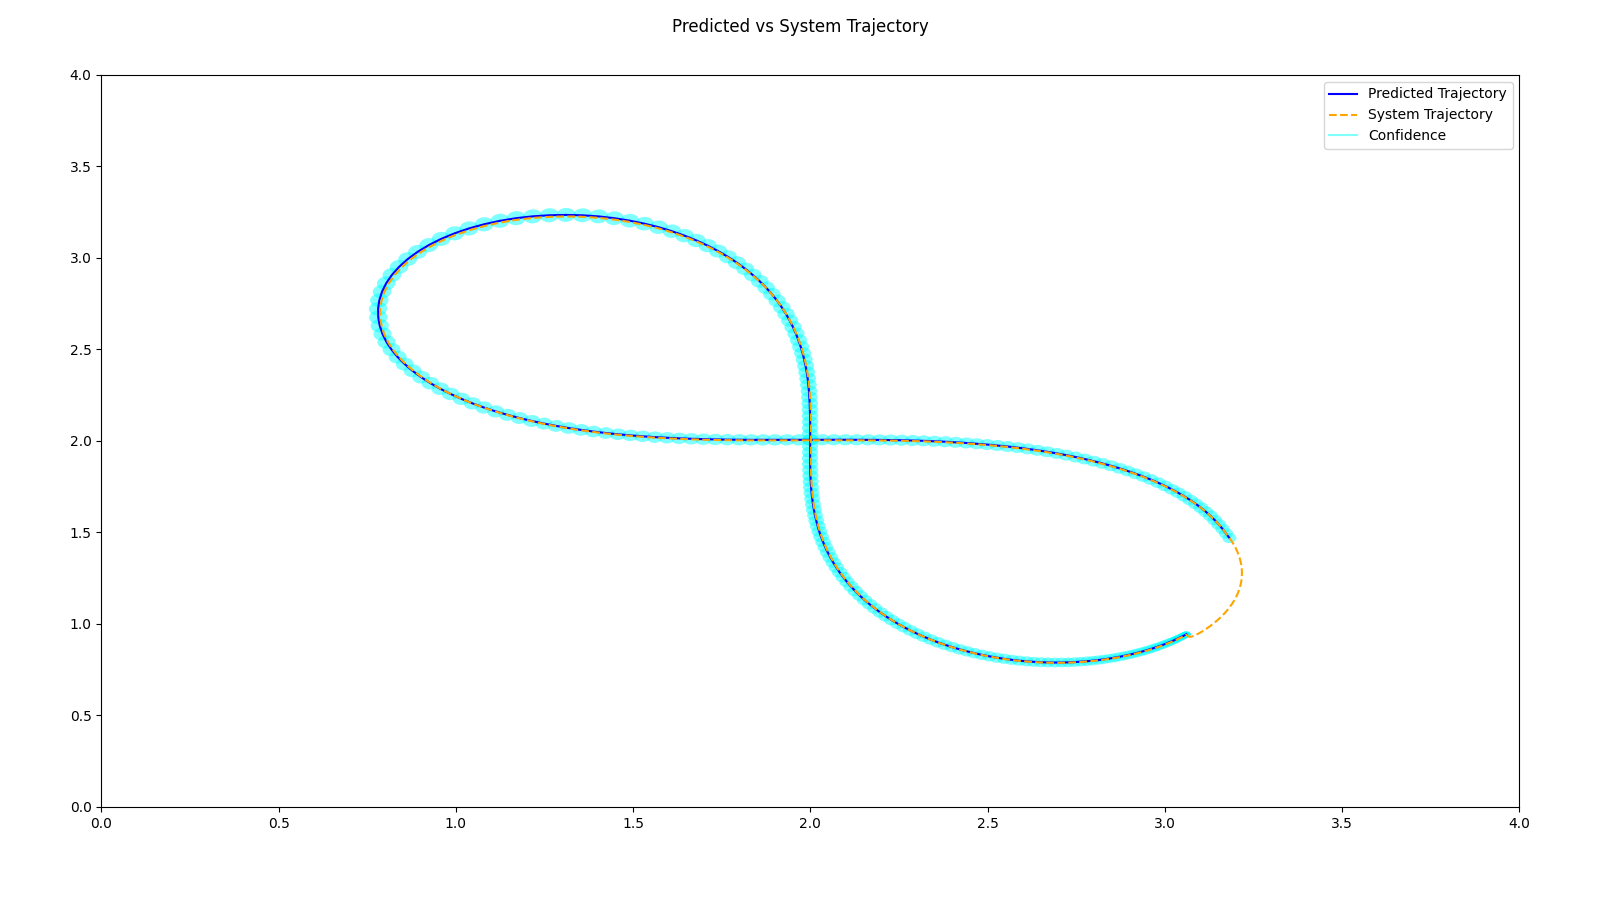 Predicted vs System Trajectory
4.0
3.5
3.0
2.5
2.0
1.5
1.0
0.5
0.0
Predicted Trajectory
System Trajectory
Confidence
0.0 0.5 1.0 1.5 2.0 2.5 3.0 3.5 4.0